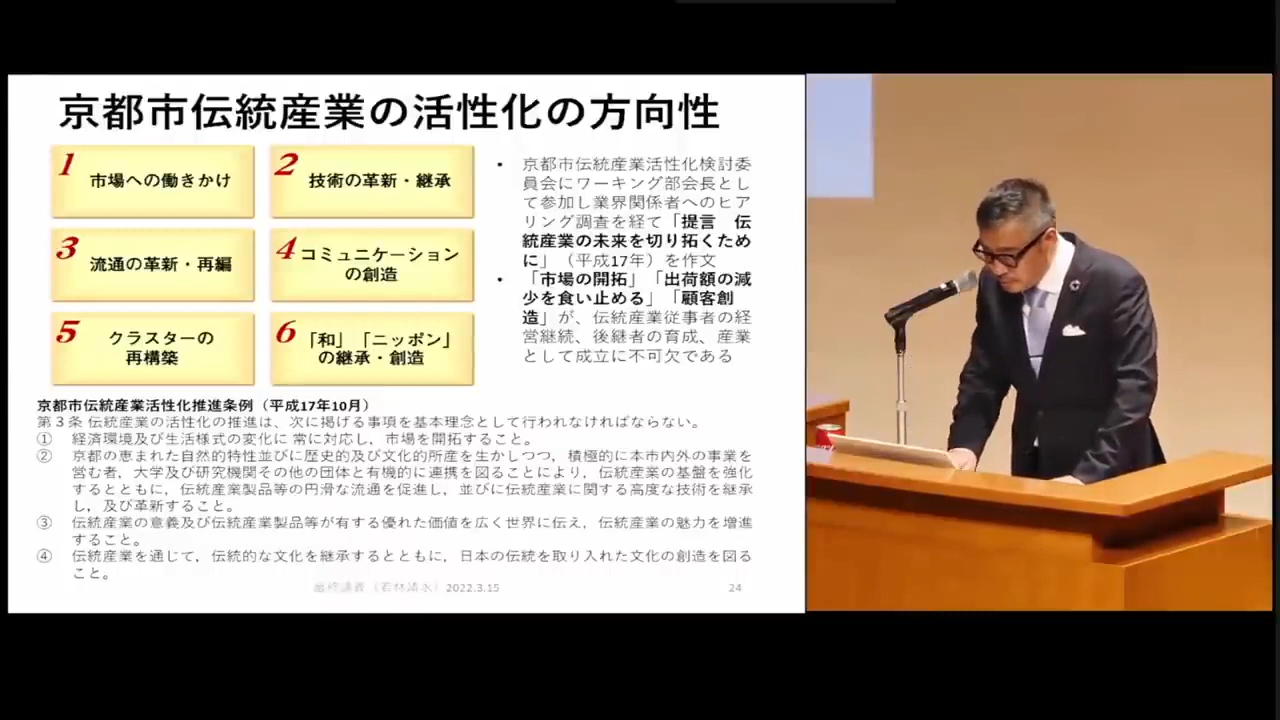 京都市伝統産業の活性化の方向性
1 市場への働きかけ
2 技術の革新・継承
3 流通の革新・再編
4 コミュニケーション
の創造
5 クラスターの
再構築
6 「和」「ニッポン」
の継承・創造
• 京都市伝統産業活性化検討委
員会にワーキング部会長とし
て参加し業界関係者へのヒア
リング調査を経て「提言　伝
統産業の未来を切り拓くため
に」（平成17年）を作文
• 「市場の開拓」「出荷額の減
少を食い止める」「顧客創
造」が、伝統産業従事者の経
営継続、後継者の育成、産業
として成立に不可欠である
京都市伝統産業活性化推進条例（平成17年10月）
第３条 伝統産業の活性化の推進は、次に掲げる事項を基本理念として行われなければならない。
① 経済環境及び生活様式の変化に 常に対応し，市場を開拓すること。
② 京都の恵まれた自然的特性並びに歴史的及び文化的所産を生かしつつ，積極的に本市内外の事業を
営む者，大学及び研究機関その他の団体と有機的に連携を図ることにより，伝統産業の基盤を強化
するとともに，伝統産業製品等の円滑な流通を促進し，並びに伝統産業に関する高度な技術を継承
し，及び革新すること。
③ 伝統産業の意義及び伝統産業製品等が有する優れた価値を広く世界に伝え，伝統産業の魅力を増進
すること。
④ 伝統産業を通じて，伝統的な文化を継承するとともに，日本の伝統を取り入れた文化の創造を図る
こと。
最終講義（若林靖永）2022.3.15
24